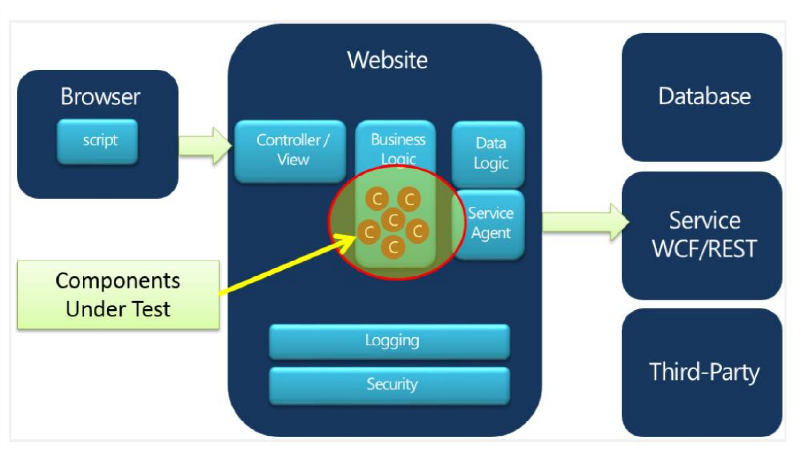 Website
Browser
script
Controller /
View
Business
Logic
Data
Logic
Service
Agent
C C
C
C C
C
Components
Under Test
Logging
Security
Database
Service
WCF/REST
Third-Party